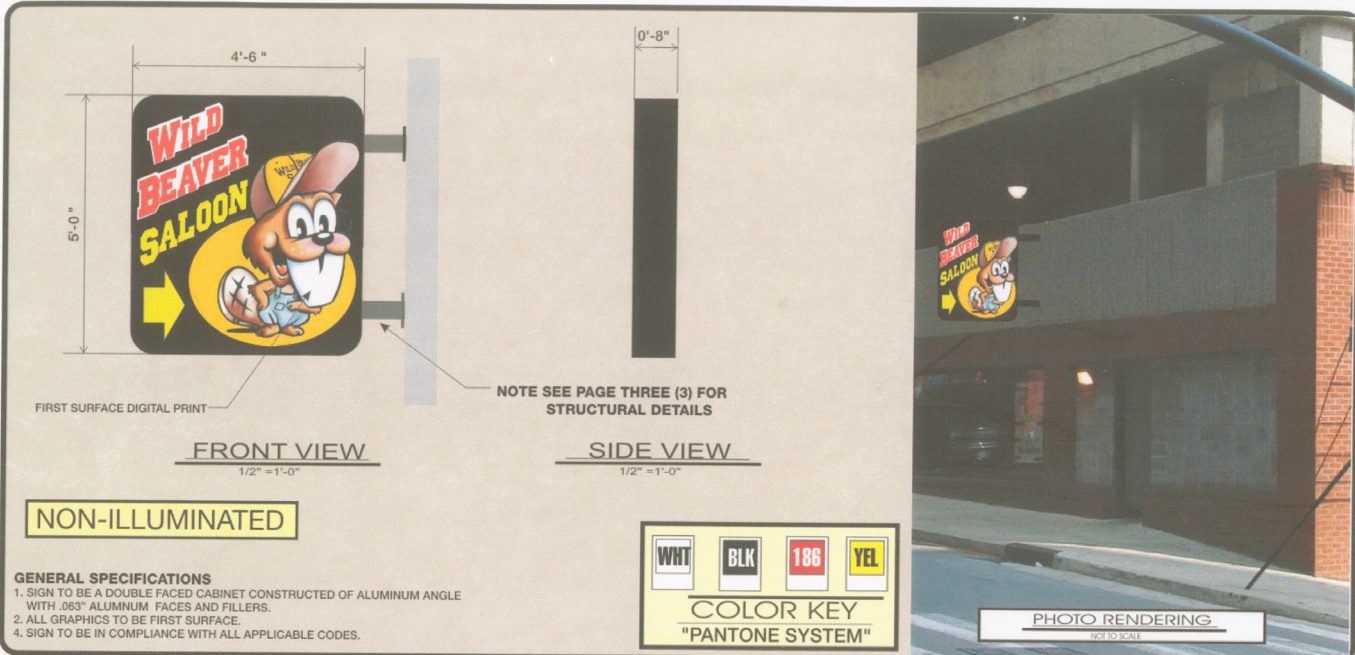 4'-6 "
0'-8"
5'-0 "
WILD
BEAVER
SALOON
FIRST SURFACE DIGITAL PRINT
NOTE SEE PAGE THREE (3) FOR
STRUCTURAL DETAILS
FRONT VIEW
1/2" =1'-0"
SIDE VIEW
1/2" =1'-0"
NON-ILLUMINATED
GENERAL SPECIFICATIONS
1. SIGN TO BE A DOUBLE FACED CABINET CONSTRUCTED OF ALUMINUM ANGLE
WITH .063" ALUMNUM FACES AND FILLERS.
2. ALL GRAPHICS TO BE FIRST SURFACE.
4. SIGN TO BE IN COMPLIANCE WITH ALL APPLICABLE CODES.
WHT BLK 186 YEL
COLOR KEY
"PANTONE SYSTEM"
WILD
BEAVER
SALOON
PHOTO RENDERING
NOT TO SCALE